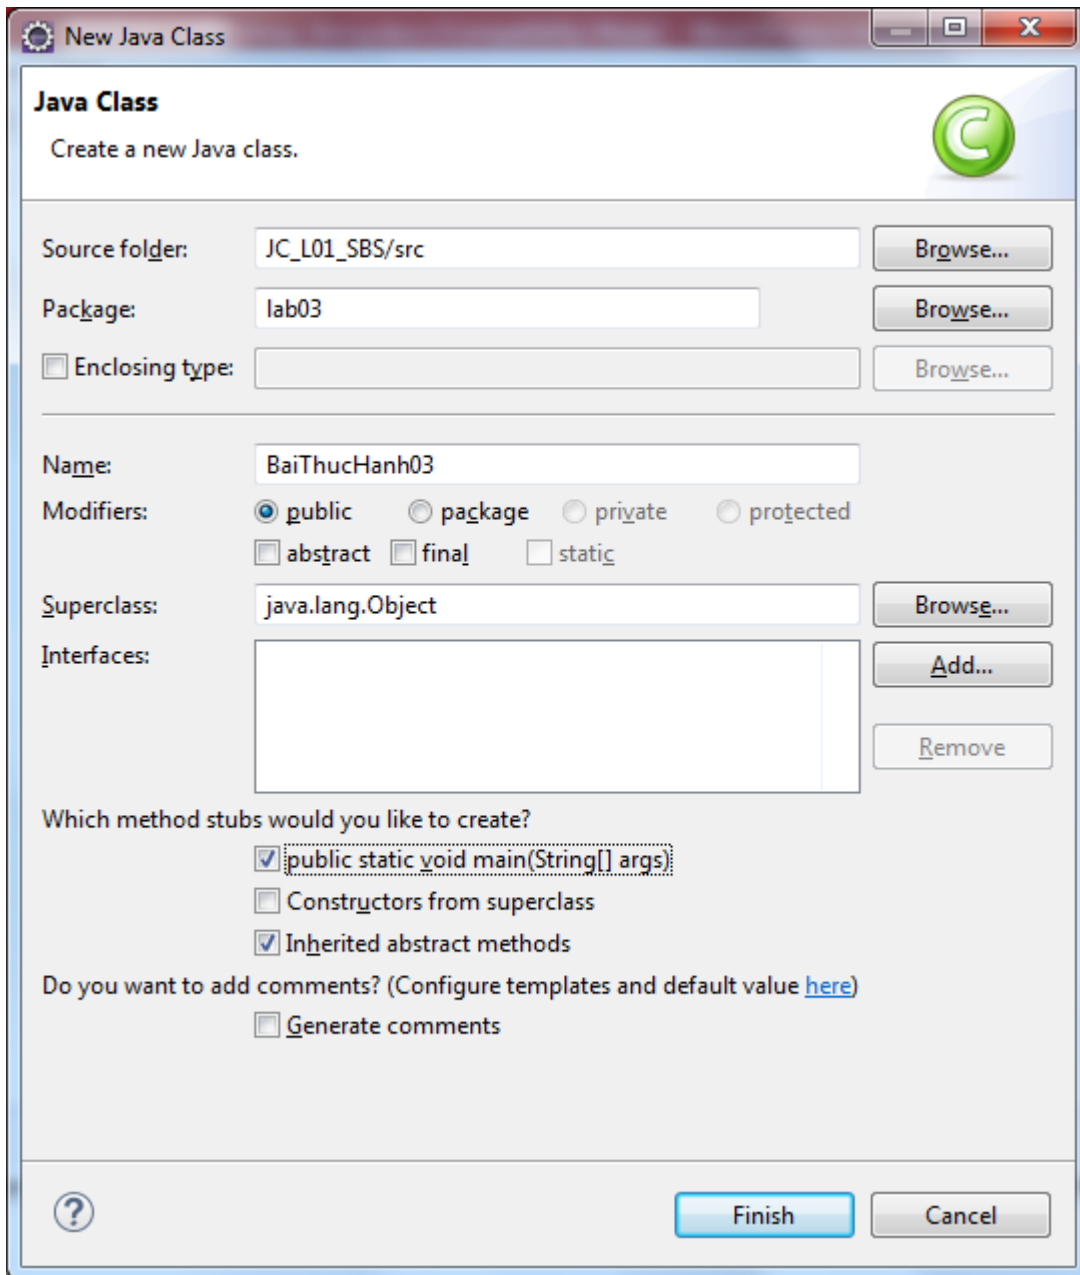 New Java Class
Java Class
Create a new Java class.
Source folder: JC_L01_SBS/src Browse...
Package: lab03 Browse...
Enclosing type: Browse...
Name: BaiThucHanh03
Modifiers: public package private protected
abstract final static
Superclass: java.lang.Object Browse...
Interfaces: Add...
Remove
Which method stubs would you like to create?
public static void main(String[] args)
Constructors from superclass
Inherited abstract methods
Do you want to add comments? (Configure templates and default value here)
Generate comments
Finish Cancel